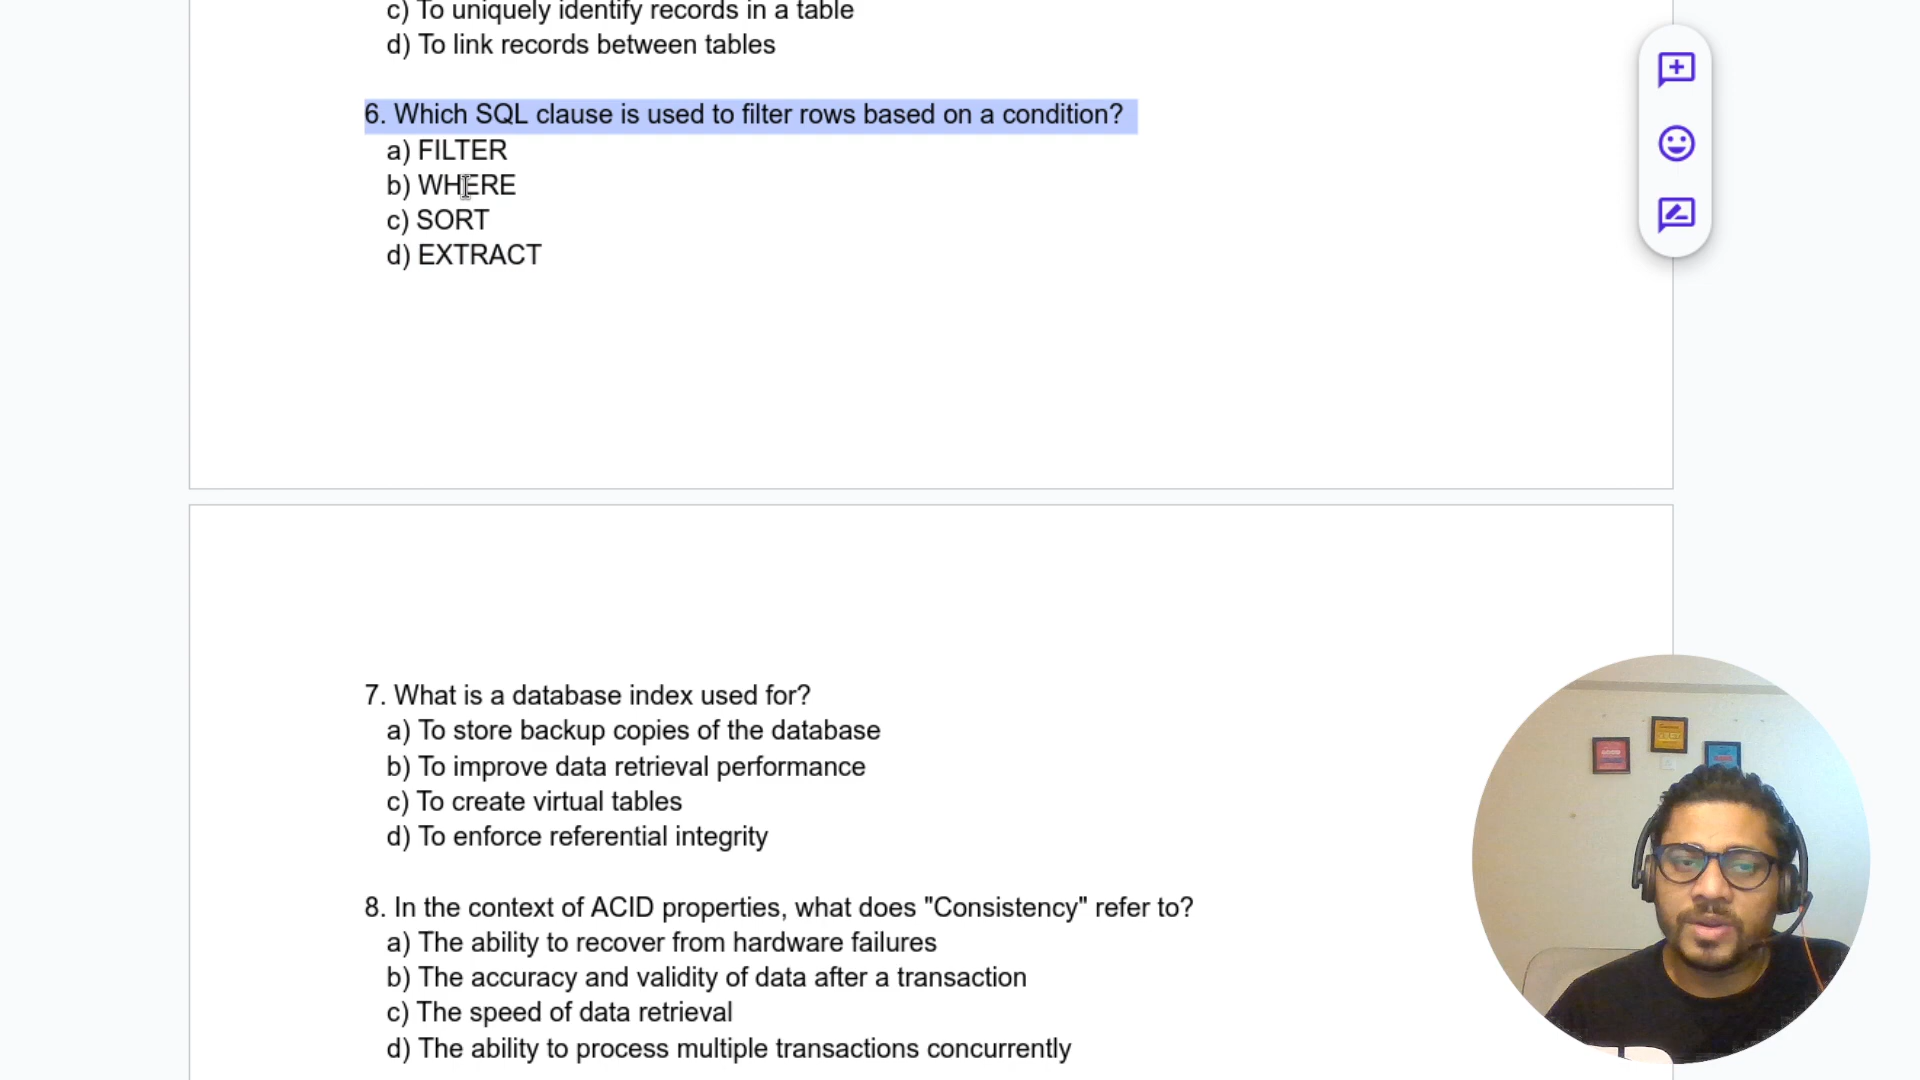 c) To uniquely identify records in a table
d) To link records between tables
6. Which SQL clause is used to filter rows based on a condition?
a) FILTER
b) WHERE
c) SORT
d) EXTRACT
7. What is a database index used for?
a) To store backup copies of the database
b) To improve data retrieval performance
c) To create virtual tables
d) To enforce referential integrity
8. In the context of ACID properties, what does "Consistency" refer to?
a) The ability to recover from hardware failures
b) The accuracy and validity of data after a transaction
c) The speed of data retrieval
d) The ability to process multiple transactions concurrently